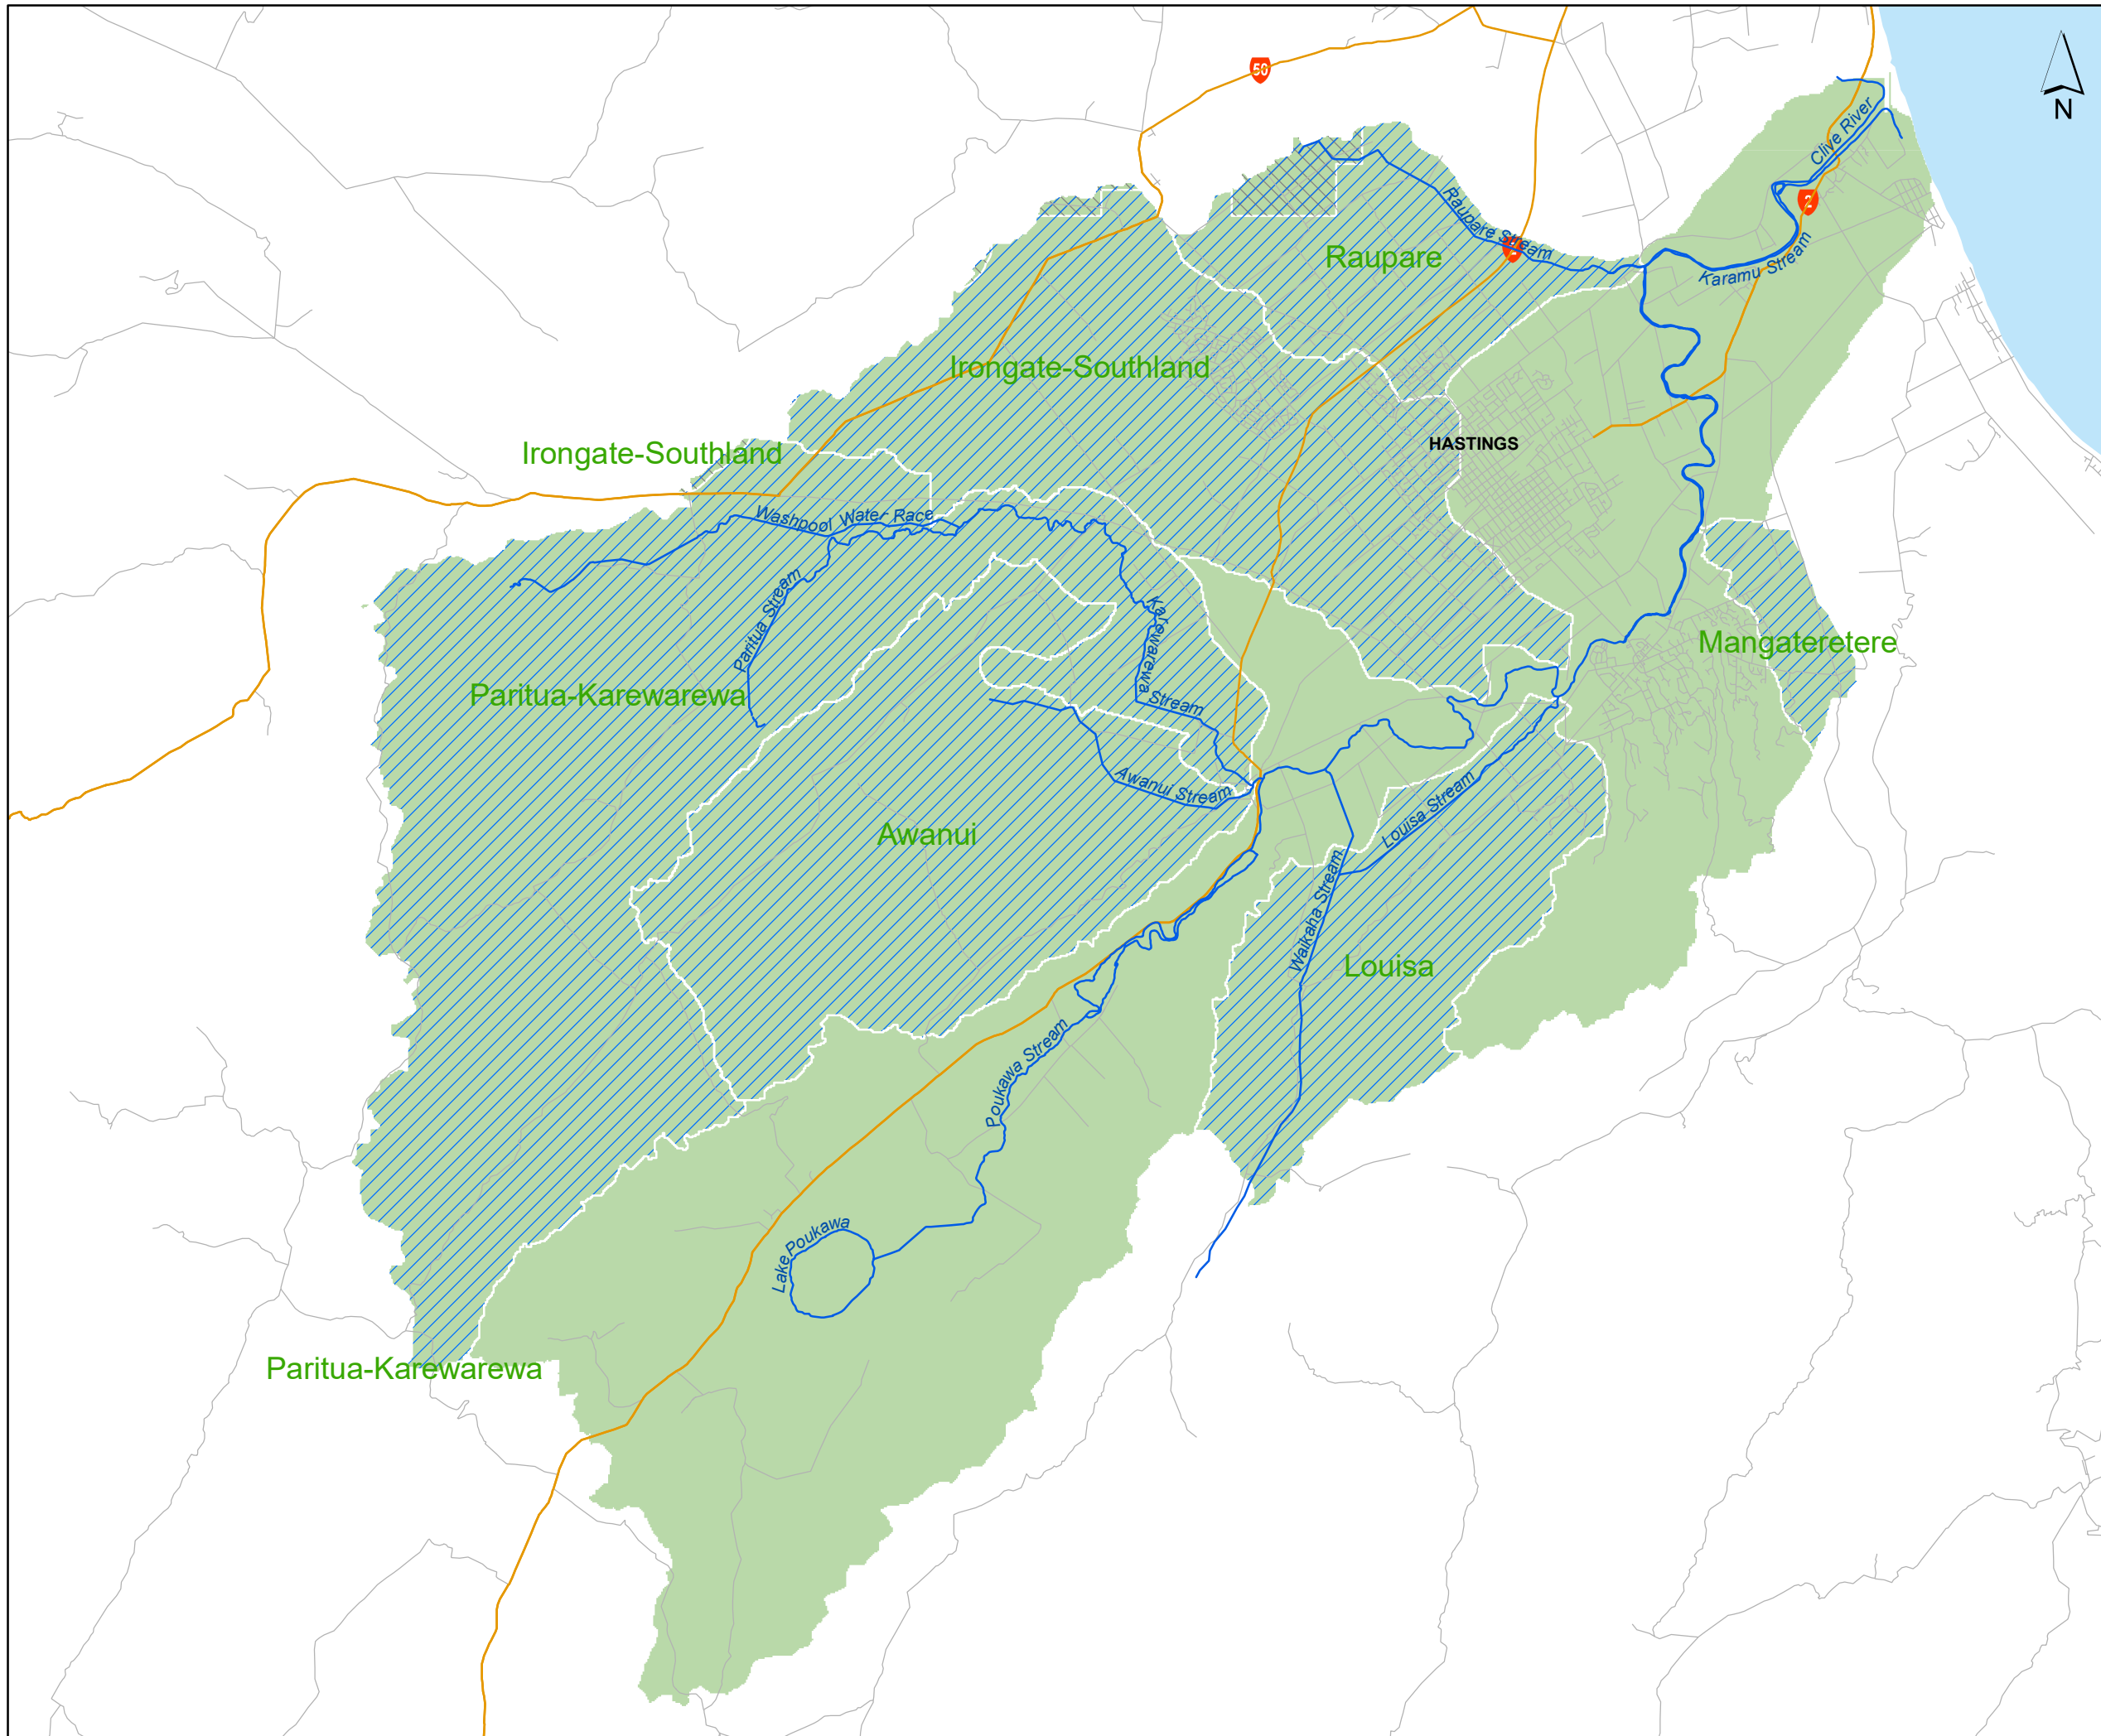 50
N
Clive River
2
Raupare Stream
Raupare
Karamu Stream
Irongate-Southland
HASTINGS
Irongate-Southland
Washpool Water Race
Paritua Stream
Karewarewa Stream
Mangateretere
Paritua-Karewarewa
Awanui Stream
Louisa Stream
Awanui
Waikaha Stream
Louisa
Poukawa Stream
Lake Poukawa
Paritua-Karewarewa